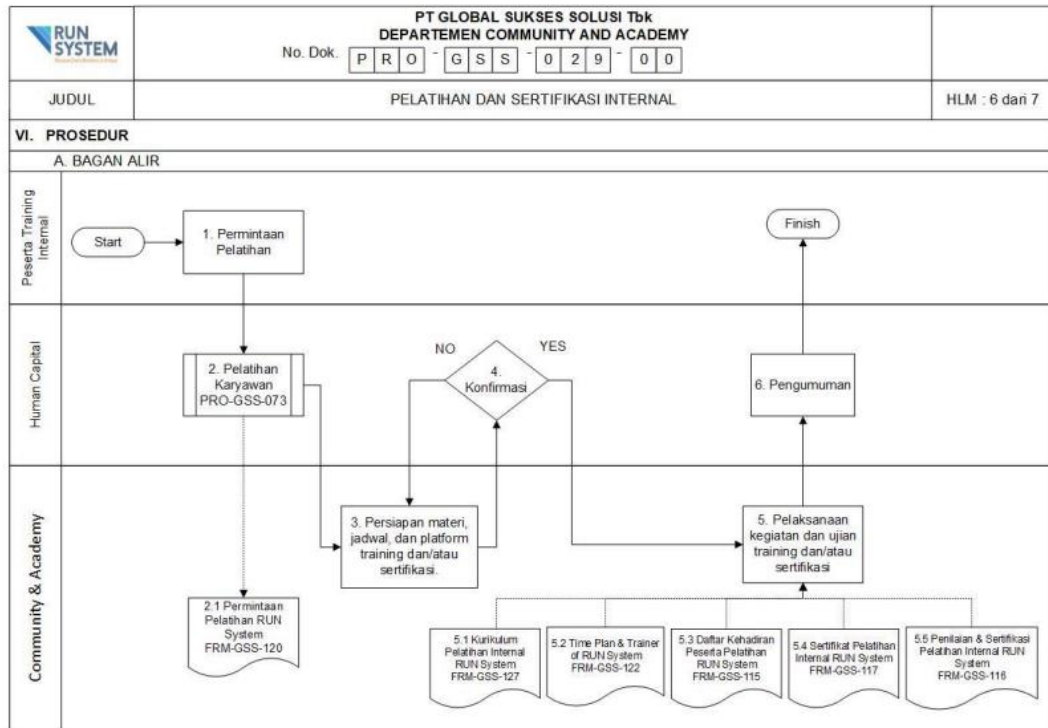 RUN
SYSTEM
PT GLOBAL SUKSES SOLUSI Tbk
DEPARTEMEN COMMUNITY AND ACADEMY
No. Dok. P R O - G S S - 0 2 9 - 0 0
JUDUL
PELATIHAN DAN SERTIFIKASI INTERNAL
HLM : 6 dari 7
VI. PROSEDUR
A. BAGAN ALIR
Peserta Training
Internal
Start
1. Permintaan
Pelatihan
Finish
Human Capital
2. Pelatihan
Karyawan
PRO-GSS-073
NO
YES
4.
Konfirmasi
6. Pengumuman
Community & Academy
3. Persiapan materi,
jadwal, dan platform
training dan/atau
sertifikasi.
5. Pelaksanaan
kegiatan dan ujian
training dan/atau
sertifikasi
2.1 Permintaan
Pelatihan RUN
System
FRM-GSS-120
5.1 Kurikulum
Pelatihan Internal
RUN System
FRM-GSS-127
5.2 Time Plan & Trainer
of RUN System
FRM-GSS-122
5.3 Daftar Kehadiran
Peserta Pelatihan
RUN System
FRM-GSS-115
5.4 Sertifikat Pelatihan
Internal RUN System
FRM-GSS-117
5.5 Penilaian & Sertifikasi
Pelatihan Internal RUN
System
FRM-GSS-116